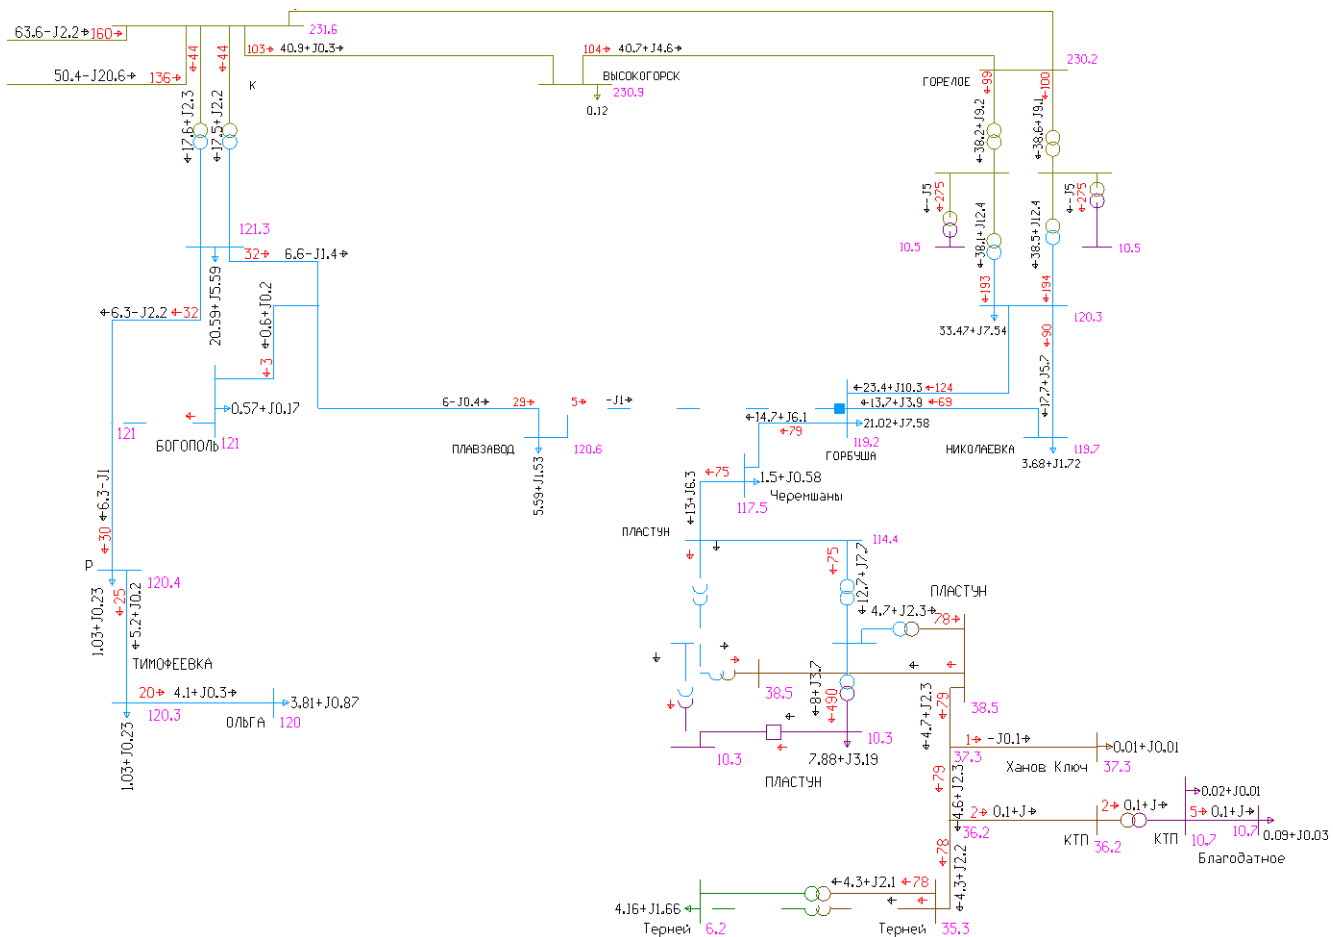 63.6-J2.2 160
231.6
50.4-J20.6 136
44
44
К
103 40.9+J0.3
104 40.7+J4.6
ВЫСОКОГОРСК
230.9
0.12
230.2
ГОРЕЛОЕ
99
100
17.6+J2.3
17.5+J2.2
38.2+J9.2
38.6+J9.1
-J5
275
-J5
275
10.5
10.5
38.1+J12.4
38.5+J12.4
193
194
121.3
32 6.6-J1.4
20.59+J5.59
6.3-J2.2 32
0.6+J0.2
3
33.47+J7.54
120.3
90
17.7+J5.7
23.4+J10.3 124
13.7+J3.9 69
6-J0.4 29
5 -J1
14.7+J6.1
79
21.02+J7.58
119.2
ГОРБУША
НИКОЛАЕВКА
119.7
3.68+J1.72
0.57+J0.17
121
БОГОПОЛЬ
121
ПЛАВЗАВОД
120.6
5.59+J1.53
75
1.5+J0.58
Черемшаны
117.5
13+J6.3
6.3-J1
30
ПЛАСТУН
114.4
75
12.7+J7.7
Р
120.4
1.03+J0.23
25
5.2+J0.2
ПЛАСТУН
4.7+J2.3
78
ТИМОФЕЕВКА
20 4.1+J0.3
120.3
ОЛЬГА
120
3.81+J0.87
1.03+J0.23
38.5
8+J3.7
490
38.5
79
4.7+J2.3
10.3
10.3
7.88+J3.19
ПЛАСТУН
1 -J0.1
0.01+J0.01
37.3
Ханов Ключ
37.3
79
4.6+J2.3
2 0.1+J
36.2
2 0.1+J
КТП
36.2
0.02+J0.01
5 0.1+J
КТП
10.7
10.7
0.09+J0.03
Благодатное
78
4.3+J2.2
4.3+J2.1 78
4.16+J1.66
Терней
6.2
Терней
35.3